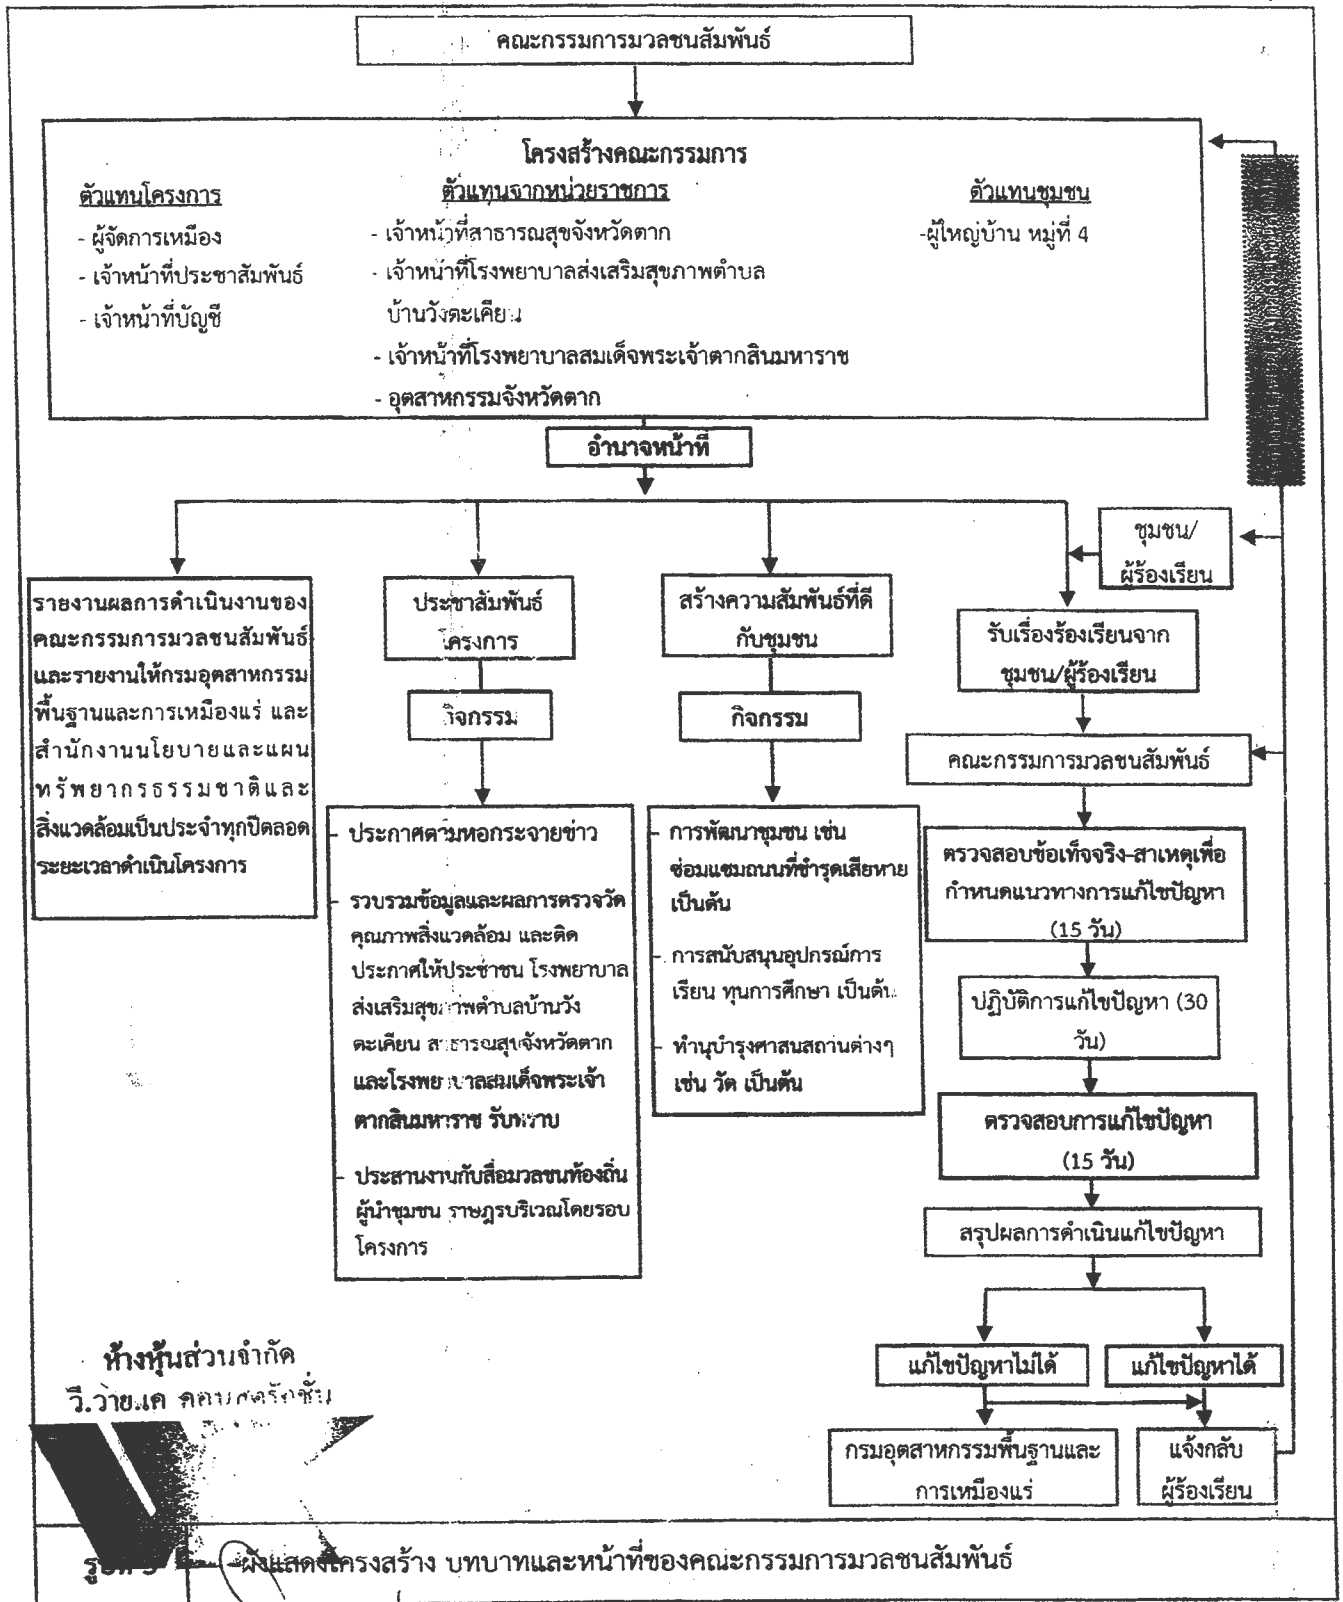 คณะกรรมการมวลชนสัมพันธ์
โครงสร้างคณะกรรมการ
ตัวแทนโครงการ
- ผู้จัดการเหมือง
- เจ้าหน้าที่ประชาสัมพันธ์
- เจ้าหน้าที่บัญชี
ตัวแทนจากหน่วยราชการ
- เจ้าหน้าที่สาธารณสุขจังหวัดตาก
- เจ้าหน้าที่โรงพยาบาลส่งเสริมสุขภาพตำบล
บ้านวังตะเคียน
- เจ้าหน้าที่โรงพยาบาลสมเด็จพระเจ้าตากสินมหาราช
- อุตสาหกรรมจังหวัดตาก
ตัวแทนชุมชน
-ผู้ใหญ่บ้าน หมู่ที่ 4
อำนาจหน้าที่
รายงานผลการดำเนินงานของ
คณะกรรมการมวลชนสัมพันธ์
และรายงานให้กรมอุตสาหกรรม
พื้นฐานและการเหมืองแร่ และ
สำนักงานนโยบายและแผน
ทรัพยากรธรรมชาติและ
สิ่งแวดล้อมเป็นประจำทุกปีตลอด
ระยะเวลาดำเนินโครงการ
ประชาสัมพันธ์
โครงการ
กิจกรรม
- ประกาศตามหอกระจายข่าว
- รวบรวมข้อมูลและผลการตรวจวัด
คุณภาพสิ่งแวดล้อม และติด
ประกาศให้ประชาชน โรงพยาบาล
ส่งเสริมสุขภาพตำบลบ้านวัง
ตะเคียน สาธารณสุขจังหวัดตาก
และโรงพยาบาลสมเด็จพระเจ้า
ตากสินมหาราช รับทราบ
- ประสานงานกับสื่อมวลชนท้องถิ่น
ผู้นำชุมชน ราษฎรบริเวณโดยรอบ
โครงการ
สร้างความสัมพันธ์ที่ดี
กับชุมชน
กิจกรรม
- การพัฒนาชุมชน เช่น
ซ่อมแซมถนนที่ชำรุดเสียหาย
เป็นต้น
- การสนับสนุนอุปกรณ์การ
เรียน ทุนการศึกษา เป็นต้น
- ทำนุบำรุงศาสนสถานต่างๆ
เช่น วัด เป็นต้น
ชุมชน/
ผู้ร้องเรียน
รับเรื่องร้องเรียนจาก
ชุมชน/ผู้ร้องเรียน
คณะกรรมการมวลชนสัมพันธ์
ตรวจสอบข้อเท็จจริง-สาเหตุเพื่อ
กำหนดแนวทางการแก้ไขปัญหา
(15 วัน)
ปฏิบัติการแก้ไขปัญหา (30
วัน)
ตรวจสอบการแก้ไขปัญหา
(15 วัน)
สรุปผลการดำเนินแก้ไขปัญหา
แก้ไขปัญหาไม่ได้
แก้ไขปัญหาได้
กรมอุตสาหกรรมพื้นฐานและ
การเหมืองแร่
แจ้งกลับ
ผู้ร้องเรียน
ห้างหุ้นส่วนจำกัด
วี.วาย.เค คอนสตรัคชั่น
ผังแสดงโครงสร้าง บทบาทและหน้าที่ของคณะกรรมการมวลชนสัมพันธ์